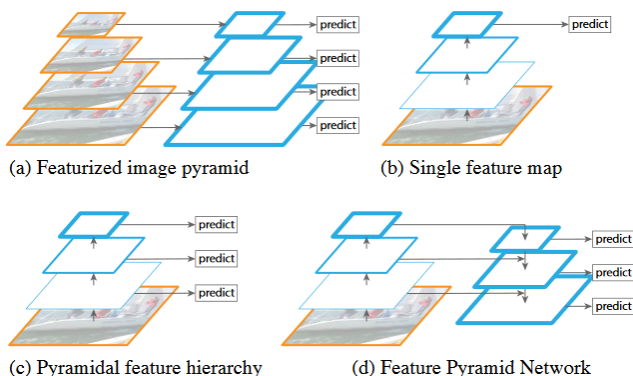 predict
predict
predict
predict
predict
(a) Featurized image pyramid
(b) Single feature map
predict
predict
predict
predict
predict
predict
(c) Pyramidal feature hierarchy
(d) Feature Pyramid Network